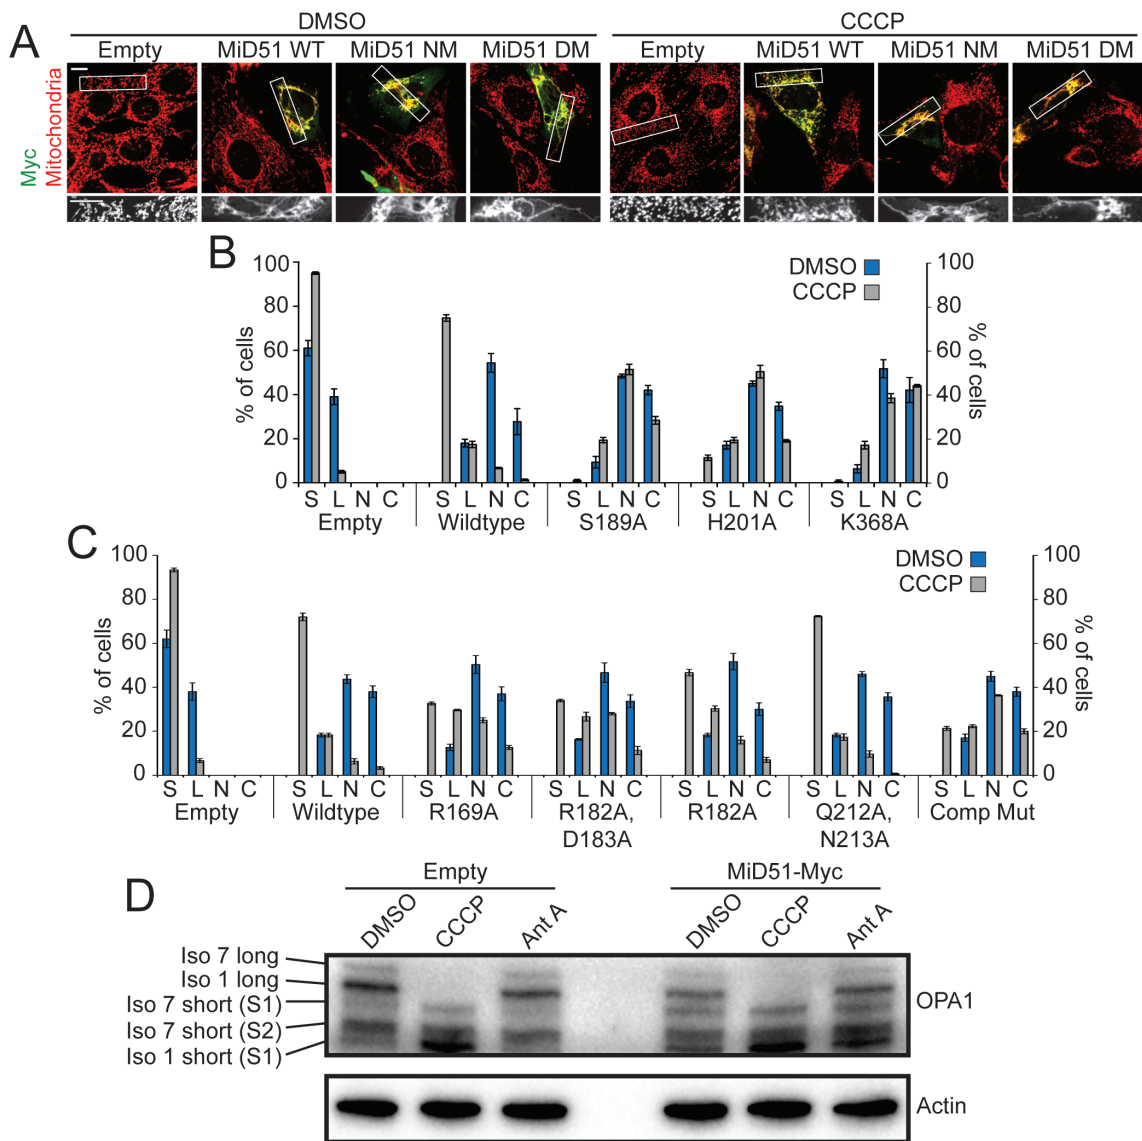 A
DMSO
CCCP
Empty
MiD51 WT
MiD51 NM
MiD51 DM
Empty
MiD51 WT
MiD51 NM
MiD51 DM
Myc
Mitochondria
B
DMSO
CCCP
% of cells
% of cells
100
80
60
40
20
0
100
80
60
40
20
0
S L N C
S L N C
S L N C
S L N C
S L N C
Empty
Wildtype
S189A
H201A
K368A
C
DMSO
CCCP
% of cells
% of cells
100
80
60
40
20
0
100
80
60
40
20
0
S L N C
S L N C
S L N C
S L N C
S L N C
S L N C
S L N C
Empty
Wildtype
R169A
R182A,
D183A
R182A
Q212A,
N213A
Comp Mut
D
Empty
MiD51-Myc
DMSO
CCCP
Ant A
DMSO
CCCP
Ant A
Iso 7 long
Iso 1 long
Iso 7 short (S1)
Iso 7 short (S2)
Iso 1 short (S1)
OPA1
Actin